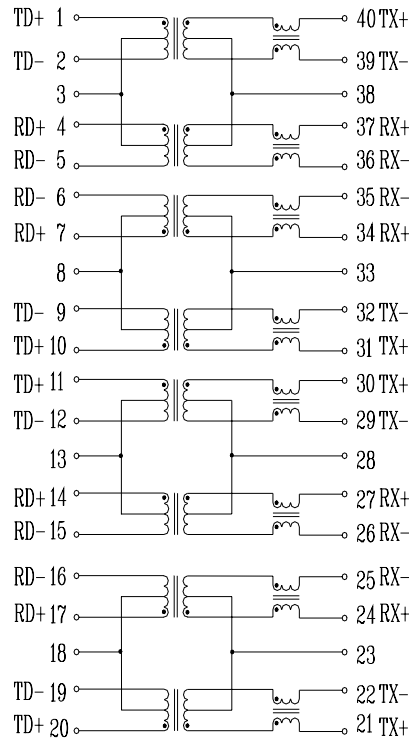 TD+ 1 40 TX+
TD- 2 39 TX-
3 38
RD+ 4 37 RX+
RD- 5 36 RX-
RD- 6 35 RX-
RD+ 7 34 RX+
8 33
TD- 9 32 TX-
TD+ 10 31 TX+
TD+ 11 30 TX+
TD- 12 29 TX-
13 28
RD+ 14 27 RX+
RD- 15 26 RX-
RD- 16 25 RX-
RD+ 17 24 RX+
18 23
TD- 19 22 TX-
TD+ 20 21 TX+